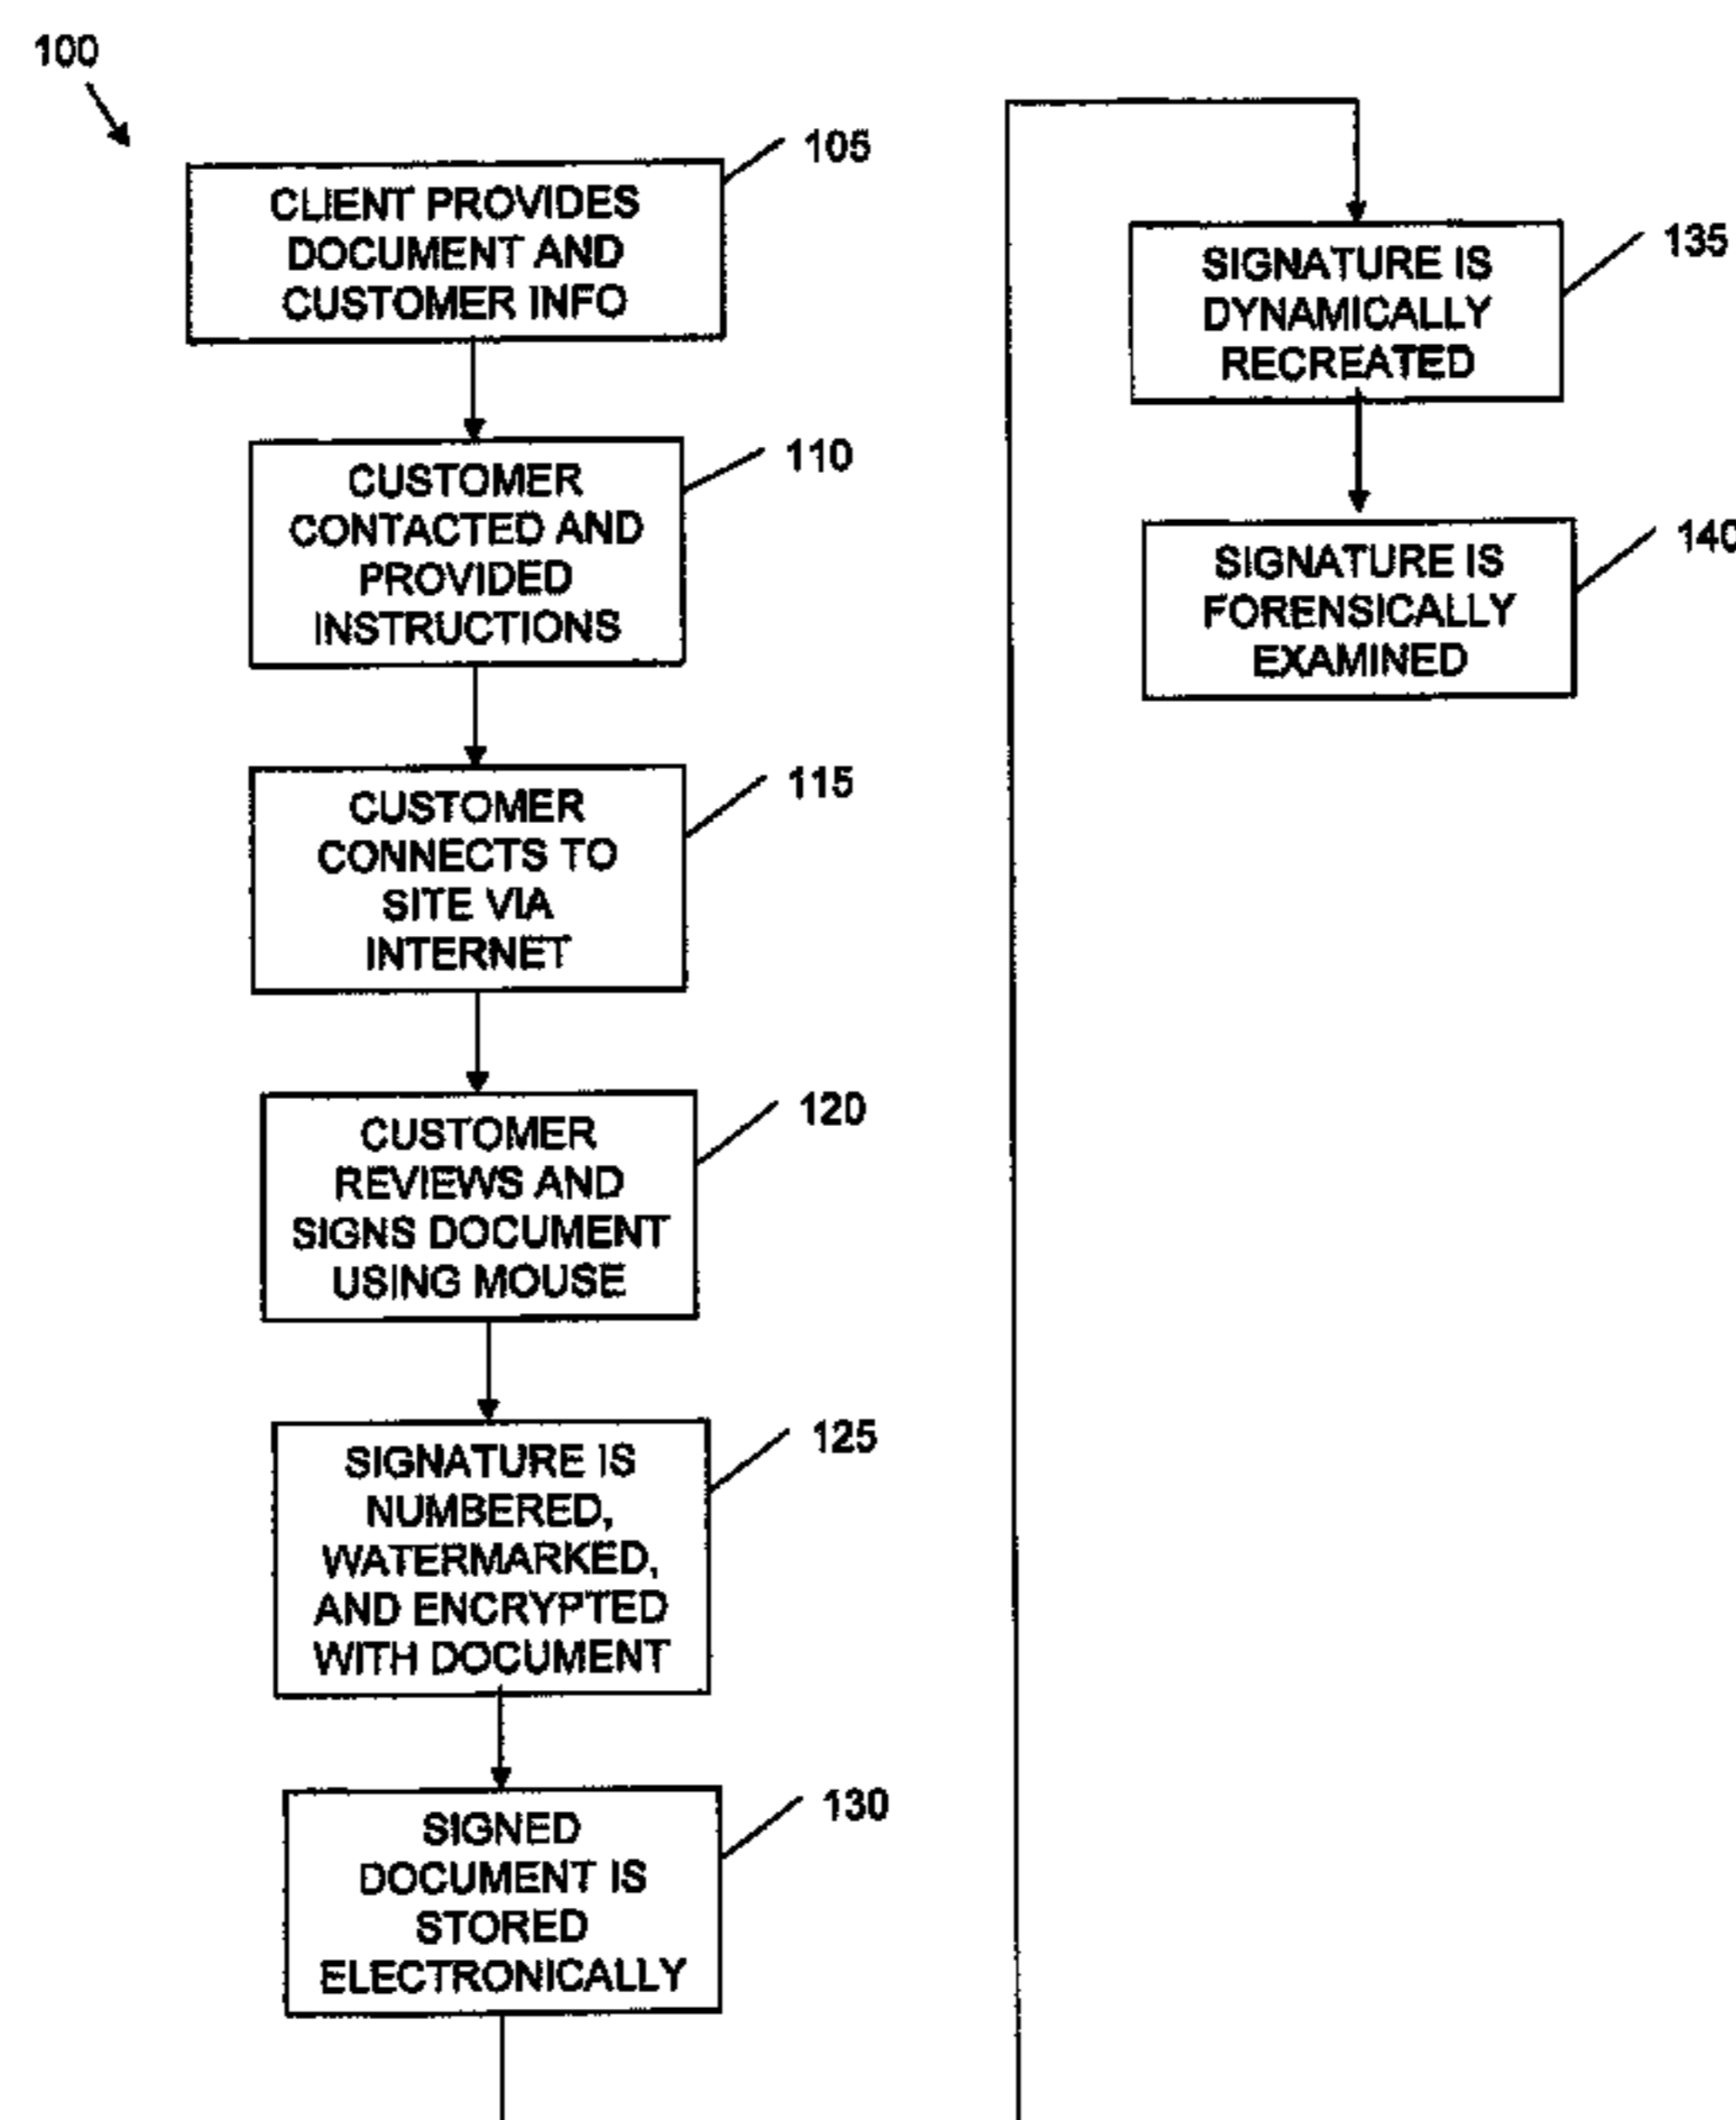 100
105
CLIENT PROVIDES
DOCUMENT AND
CUSTOMER INFO
110
CUSTOMER
CONTACTED AND
PROVIDED
INSTRUCTIONS
115
CUSTOMER
CONNECTS TO
SITE VIA
INTERNET
120
CUSTOMER
REVIEWS AND
SIGNS DOCUMENT
USING MOUSE
125
SIGNATURE IS
NUMBERED,
WATERMARKED,
AND ENCRYPTED
WITH DOCUMENT
130
SIGNED
DOCUMENT IS
STORED
ELECTRONICALLY
135
SIGNATURE IS
DYNAMICALLY
RECREATED
140
SIGNATURE IS
FORENSICALLY
EXAMINED